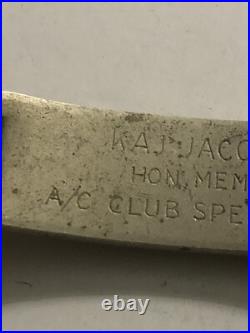 KAJ JACO
HON. MEM
A/C CLUB SPE